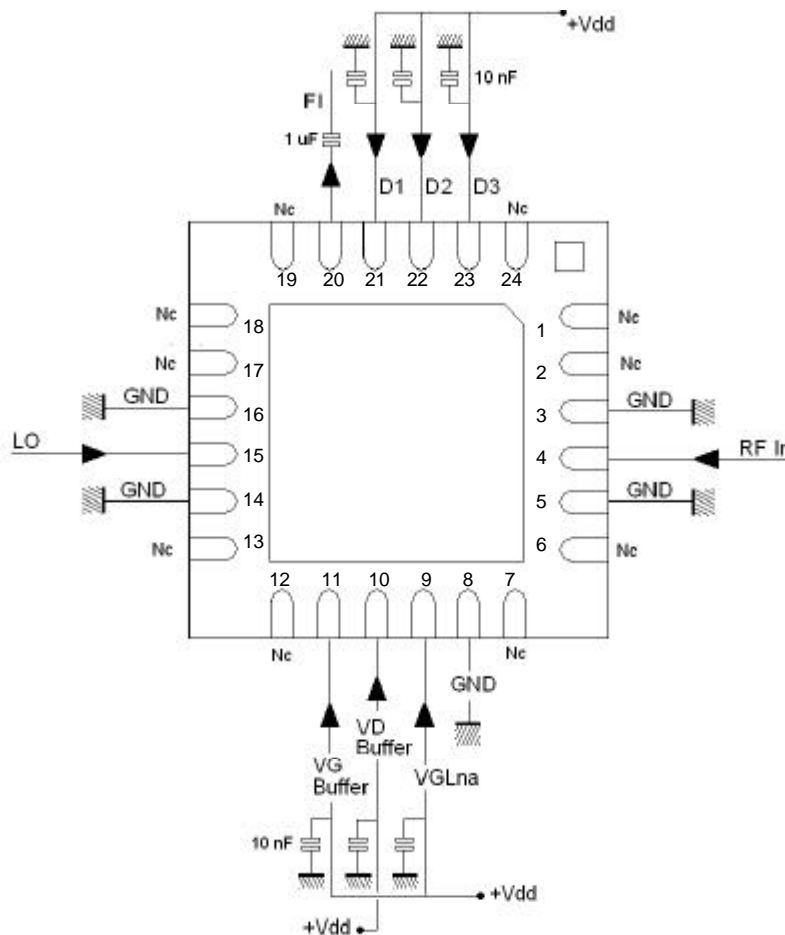 +Vdd
10 nF
FI
1 uF
D1 D2 D3
Nc Nc
19 20 21 22 23 24
Nc 18 1 Nc
Nc 17 2 Nc
GND 16 3 GND
LO 15 4 RF In
GND 14 5 GND
Nc 13 6 Nc
12 11 10 9 8 7
Nc Nc
GND
VD
Buffer
VG
Buffer
VGLna
10 nF
+Vdd
+Vdd